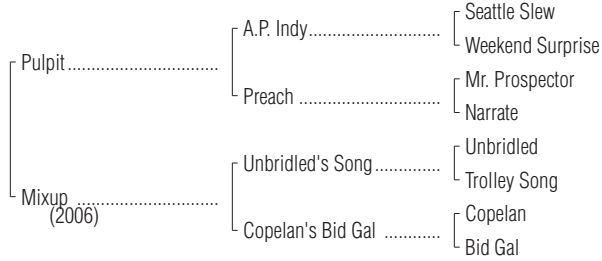 Seattle Slew
A.P. Indy..............................
Weekend Surprise
Pulpit................................
Mr. Prospector
Preach ................................
Narrate
Unbridled
Unbridled's Song..............
Trolley Song
Mixup ..............................
(2006)
Copelan
Copelan's Bid Gal ............
Bid Gal